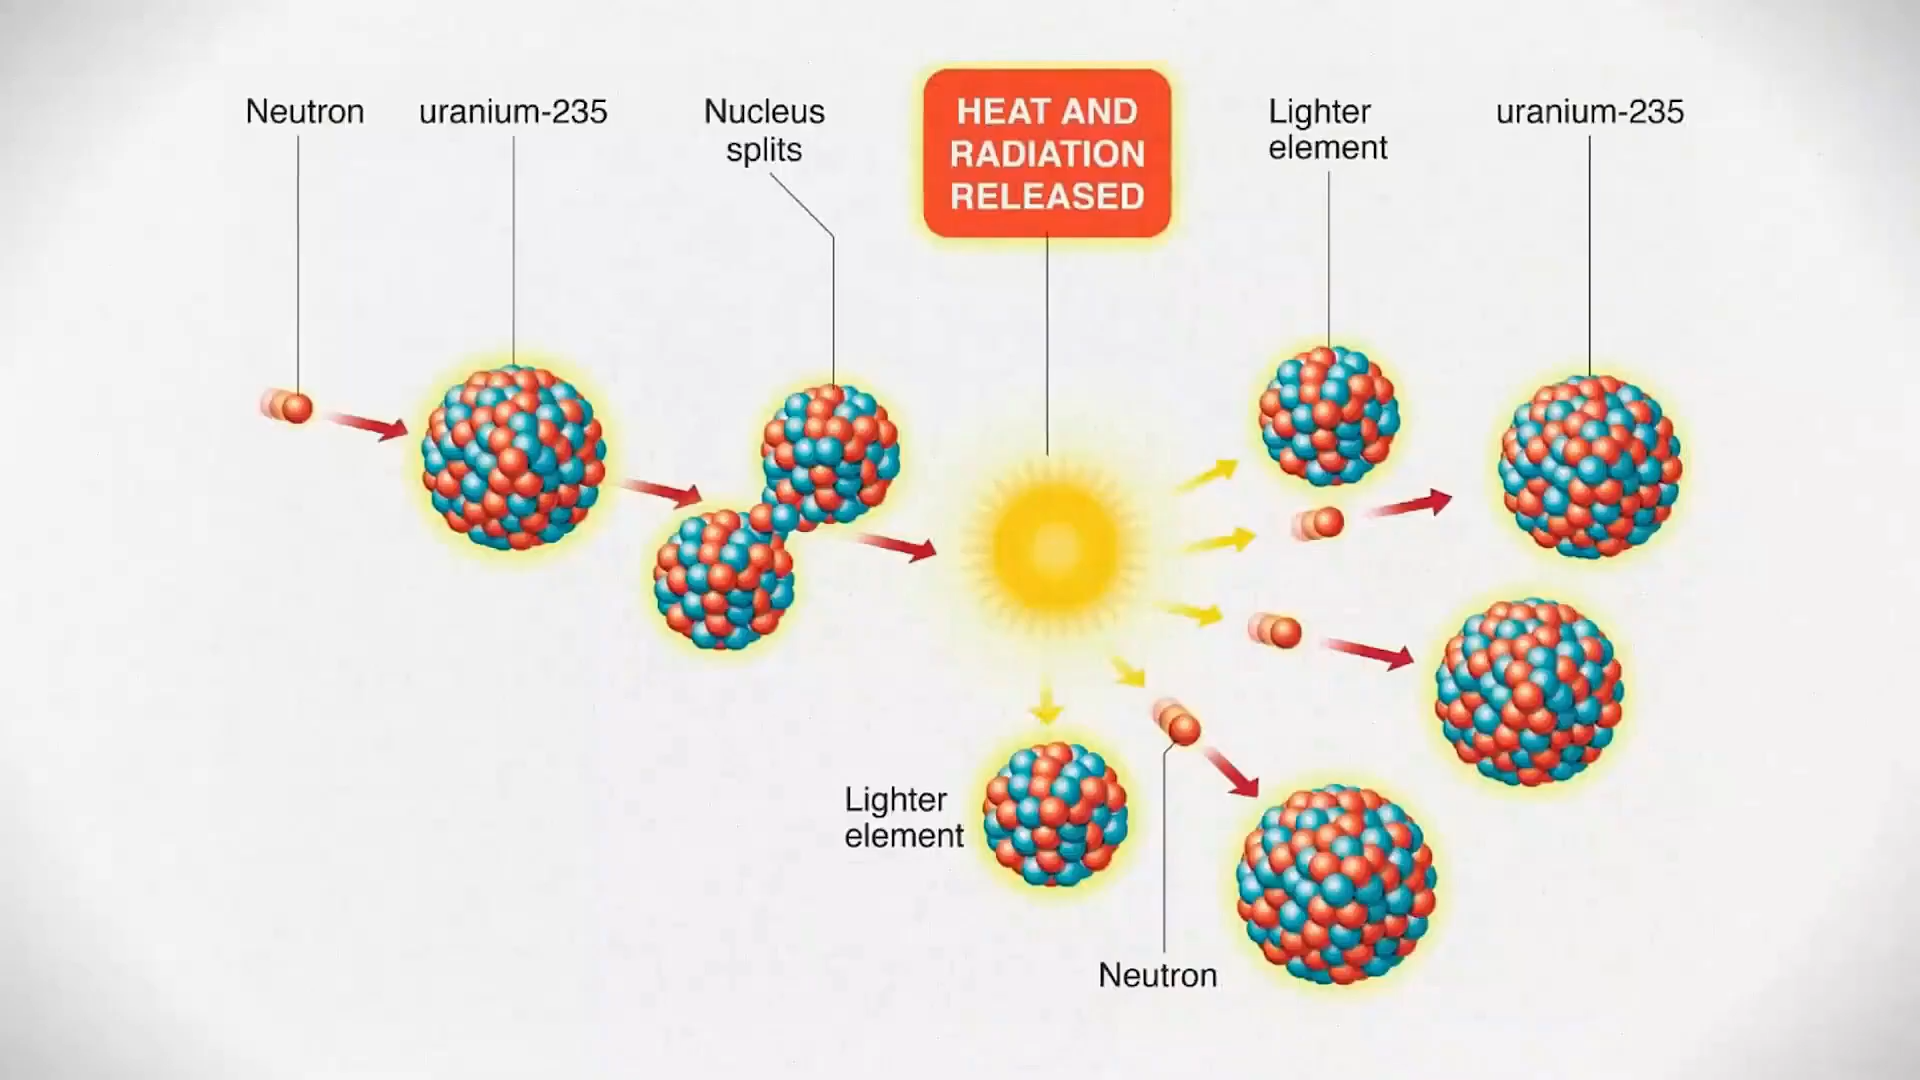 Neutron
uranium-235
Nucleus
splits
HEAT AND
RADIATION
RELEASED
Lighter
element
uranium-235
Lighter
element
Neutron